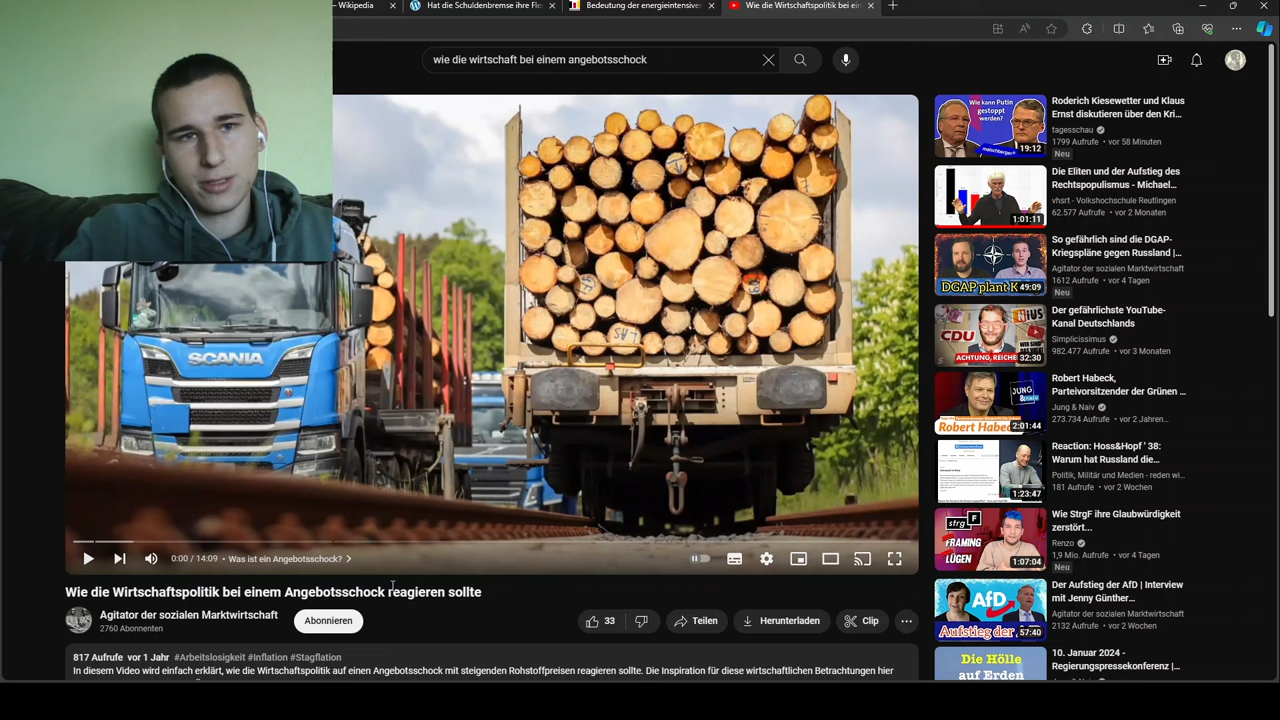 – Wikipedia
Hat die Schuldenbremse ihre Fle
Bedeutung der energieintensiver
Wie die Wirtschaftspolitik bei ein
wie die wirtschaft bei einem angebotsschock
SCANIA
0:00 / 14:09 • Was ist ein Angebotsschock?
Wie die Wirtschaftspolitik bei einem Angebotsschock reagieren sollte
Agitator der sozialen Marktwirtschaft
2760 Abonnenten
Abonnieren
33
Teilen
Herunterladen
Clip
817 Aufrufe vor 1 Jahr #Arbeitslosigkeit #Inflation #Stagflation
In diesem Video wird einfach erklärt, wie die Wirtschaftspolitik auf einen Angebotsschock mit steigenden Rohstoffpreisen reagieren sollte. Die Inspiration für diese wirtschaftlichen Betrachtungen hier
Wie kann Putin
gestoppt
werden?
19:12
Roderich Kiesewetter und Klaus
Ernst diskutieren über den Kri...
tagesschau
1799 Aufrufe • vor 58 Minuten
Neu
1:01:11
Die Eliten und der Aufstieg des
Rechtspopulismus - Michael...
vhsrt - Volkshochschule Reutlingen
62.577 Aufrufe • vor 2 Monaten
DGAP plant K
49:09
So gefährlich sind die DGAP-
Kriegspläne gegen Russland |...
Agitator der sozialen Marktwirtschaft
1612 Aufrufe • vor 4 Tagen
Neu
NIUS
CDU
ACHTUNG, REICHE
32:30
Der gefährlichste YouTube-
Kanal Deutschlands
Simplicissimus
982.477 Aufrufe • vor 3 Monaten
JUNG
&NAIV
Robert Habec
2:01:44
Robert Habeck,
Parteivorsitzender der Grünen ...
Jung & Naiv
273.734 Aufrufe • vor 2 Jahren...
1:23:47
Reaction: Hoss&Hopf ' 38:
Warum hat Russland die...
Politik, Militär und Medien - reden wi...
181 Aufrufe • vor 2 Wochen
strg F
FRAMING
LÜGEN
1:07:04
Wie StrgF ihre Glaubwürdigkeit
zerstört...
Renzo
1,9 Mio. Aufrufe • vor 4 Tagen
Neu
AfD
Aufstieg der
57:40
Der Aufstieg der AfD | Interview
mit Jenny Günther...
Agitator der sozialen Marktwirtschaft
2132 Aufrufe • vor 2 Wochen
Die Hölle
auf Erden
10. Januar 2024 -
Regierungspressekonferenz |...